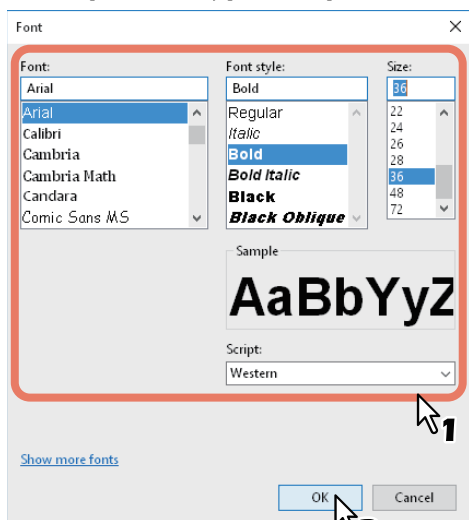 Font
Font: Font style: Size:
Arial Bold 36
Arial Regular 22
Calibri Italic 24
Cambria Bold 26
Cambria Math Bold Italic 28
Candara Black 36
Comic Sans MS Black Oblique 48
72
Sample
AaBbYyZ
Script:
Western
1
Show more fonts
OK Cancel